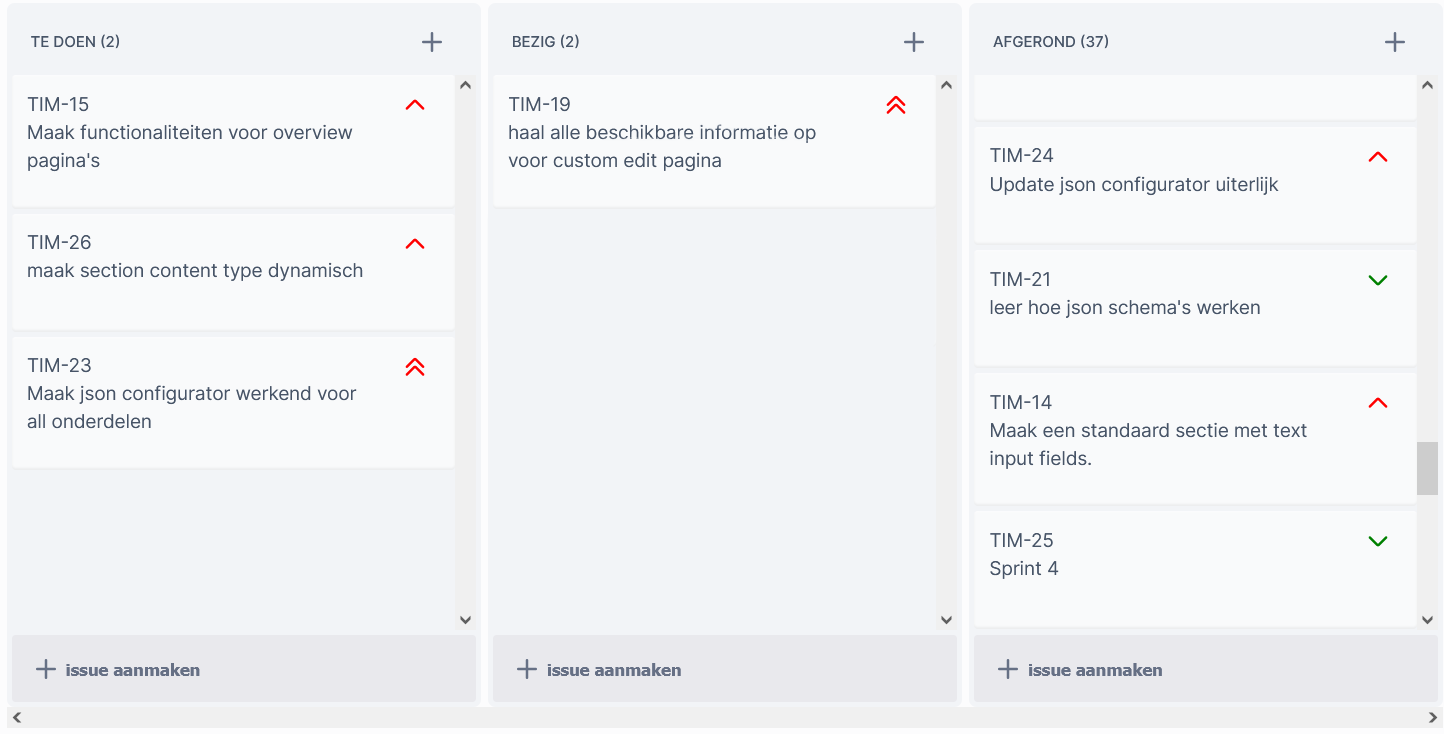 TE DOEN (2)
TIM-15
Maak functionaliteiten voor overview
pagina's
TIM-26
maak section content type dynamisch
TIM-23
Maak json configurator werkend voor
all onderdelen
issue aanmaken
BEZIG (2)
TIM-19
haal alle beschikbare informatie op
voor custom edit pagina
issue aanmaken
AFGEROND (37)
TIM-24
Update json configurator uiterlijk
TIM-21
leer hoe json schema's werken
TIM-14
Maak een standaard sectie met text
input fields.
TIM-25
Sprint 4
issue aanmaken